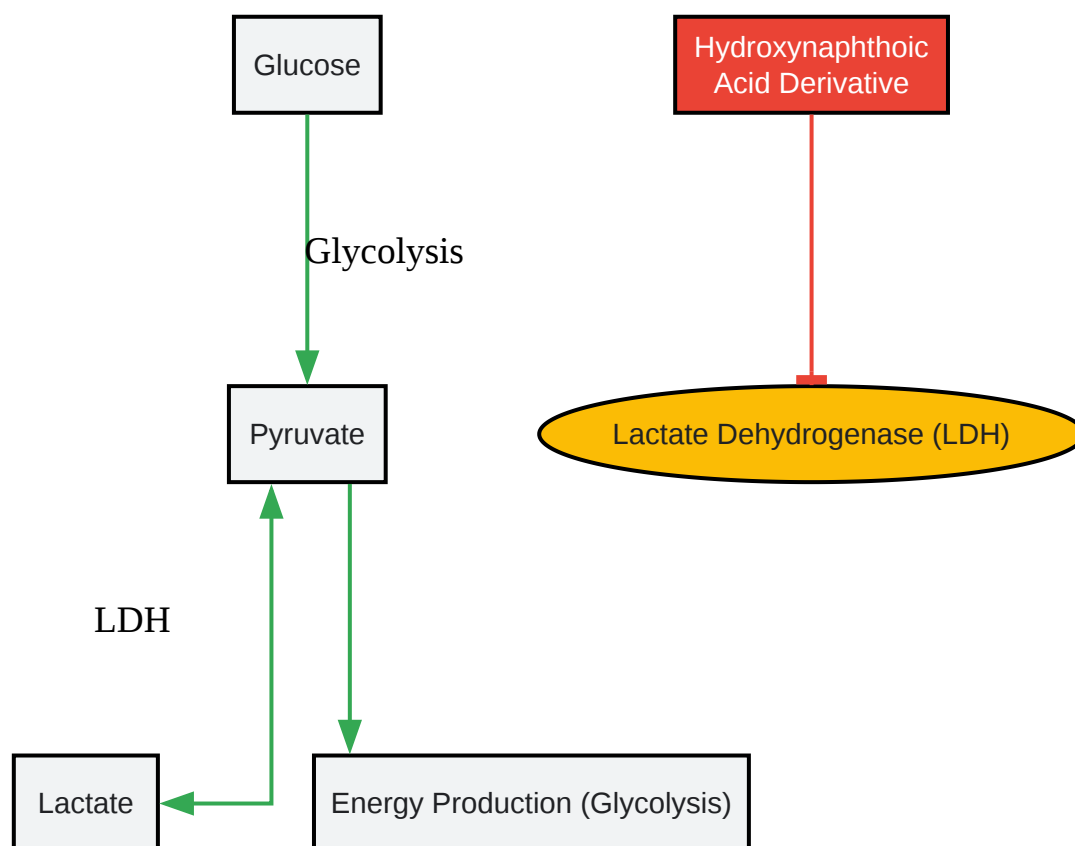 Glucose
Hydroxynaphthoic
Acid Derivative
Glycolysis
Pyruvate
Lactate Dehydrogenase (LDH)
LDH
Lactate
Energy Production (Glycolysis)